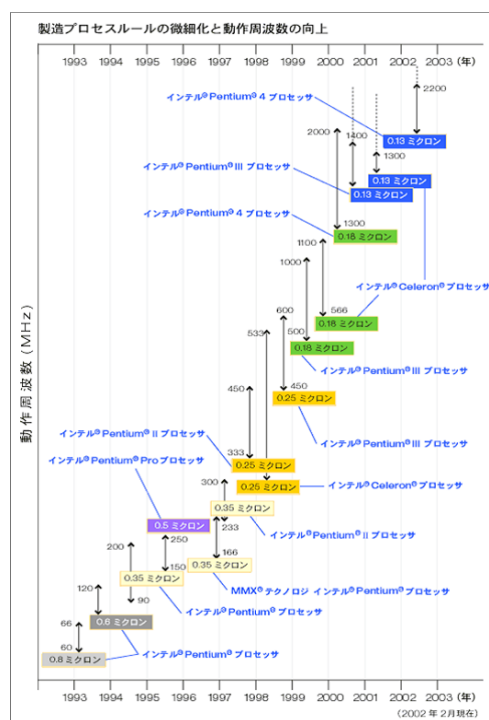 製造プロセスルールの微細化と動作周波数の向上
1993 1994 1995 1996 1997 1998 1999 2000 2001 2002 2003 (年)
2200
インテル® Pentium® 4 プロセッサ
2000
1400
0.13 ミクロン
1300
インテル® Pentium® III プロセッサ
0.13 ミクロン
0.13 ミクロン
インテル® Pentium® 4 プロセッサ
1300
0.18 ミクロン
1100
1000
インテル® Celeron® プロセッサ
600
566
0.18 ミクロン
533
500
0.18 ミクロン
インテル® Pentium® III プロセッサ
450
450
0.25 ミクロン
動作周波数 (MHz)
インテル® Pentium® II プロセッサ
インテル® Pentium® III プロセッサ
333
0.25 ミクロン
インテル® Pentium® Pro プロセッサ
300
0.25 ミクロン
インテル® Celeron® プロセッサ
0.35 ミクロン
0.5 ミクロン
233
250
インテル® Pentium® II プロセッサ
200
166
150
0.35 ミクロン
0.35 ミクロン
120
MMX® テクノロジ インテル® Pentium® プロセッサ
90
インテル® Pentium® プロセッサ
66
0.6 ミクロン
60
インテル® Pentium® プロセッサ
0.8 ミクロン
1993 1994 1995 1996 1997 1998 1999 2000 2001 2002 2003 (年)
(2002 年 2月現在)